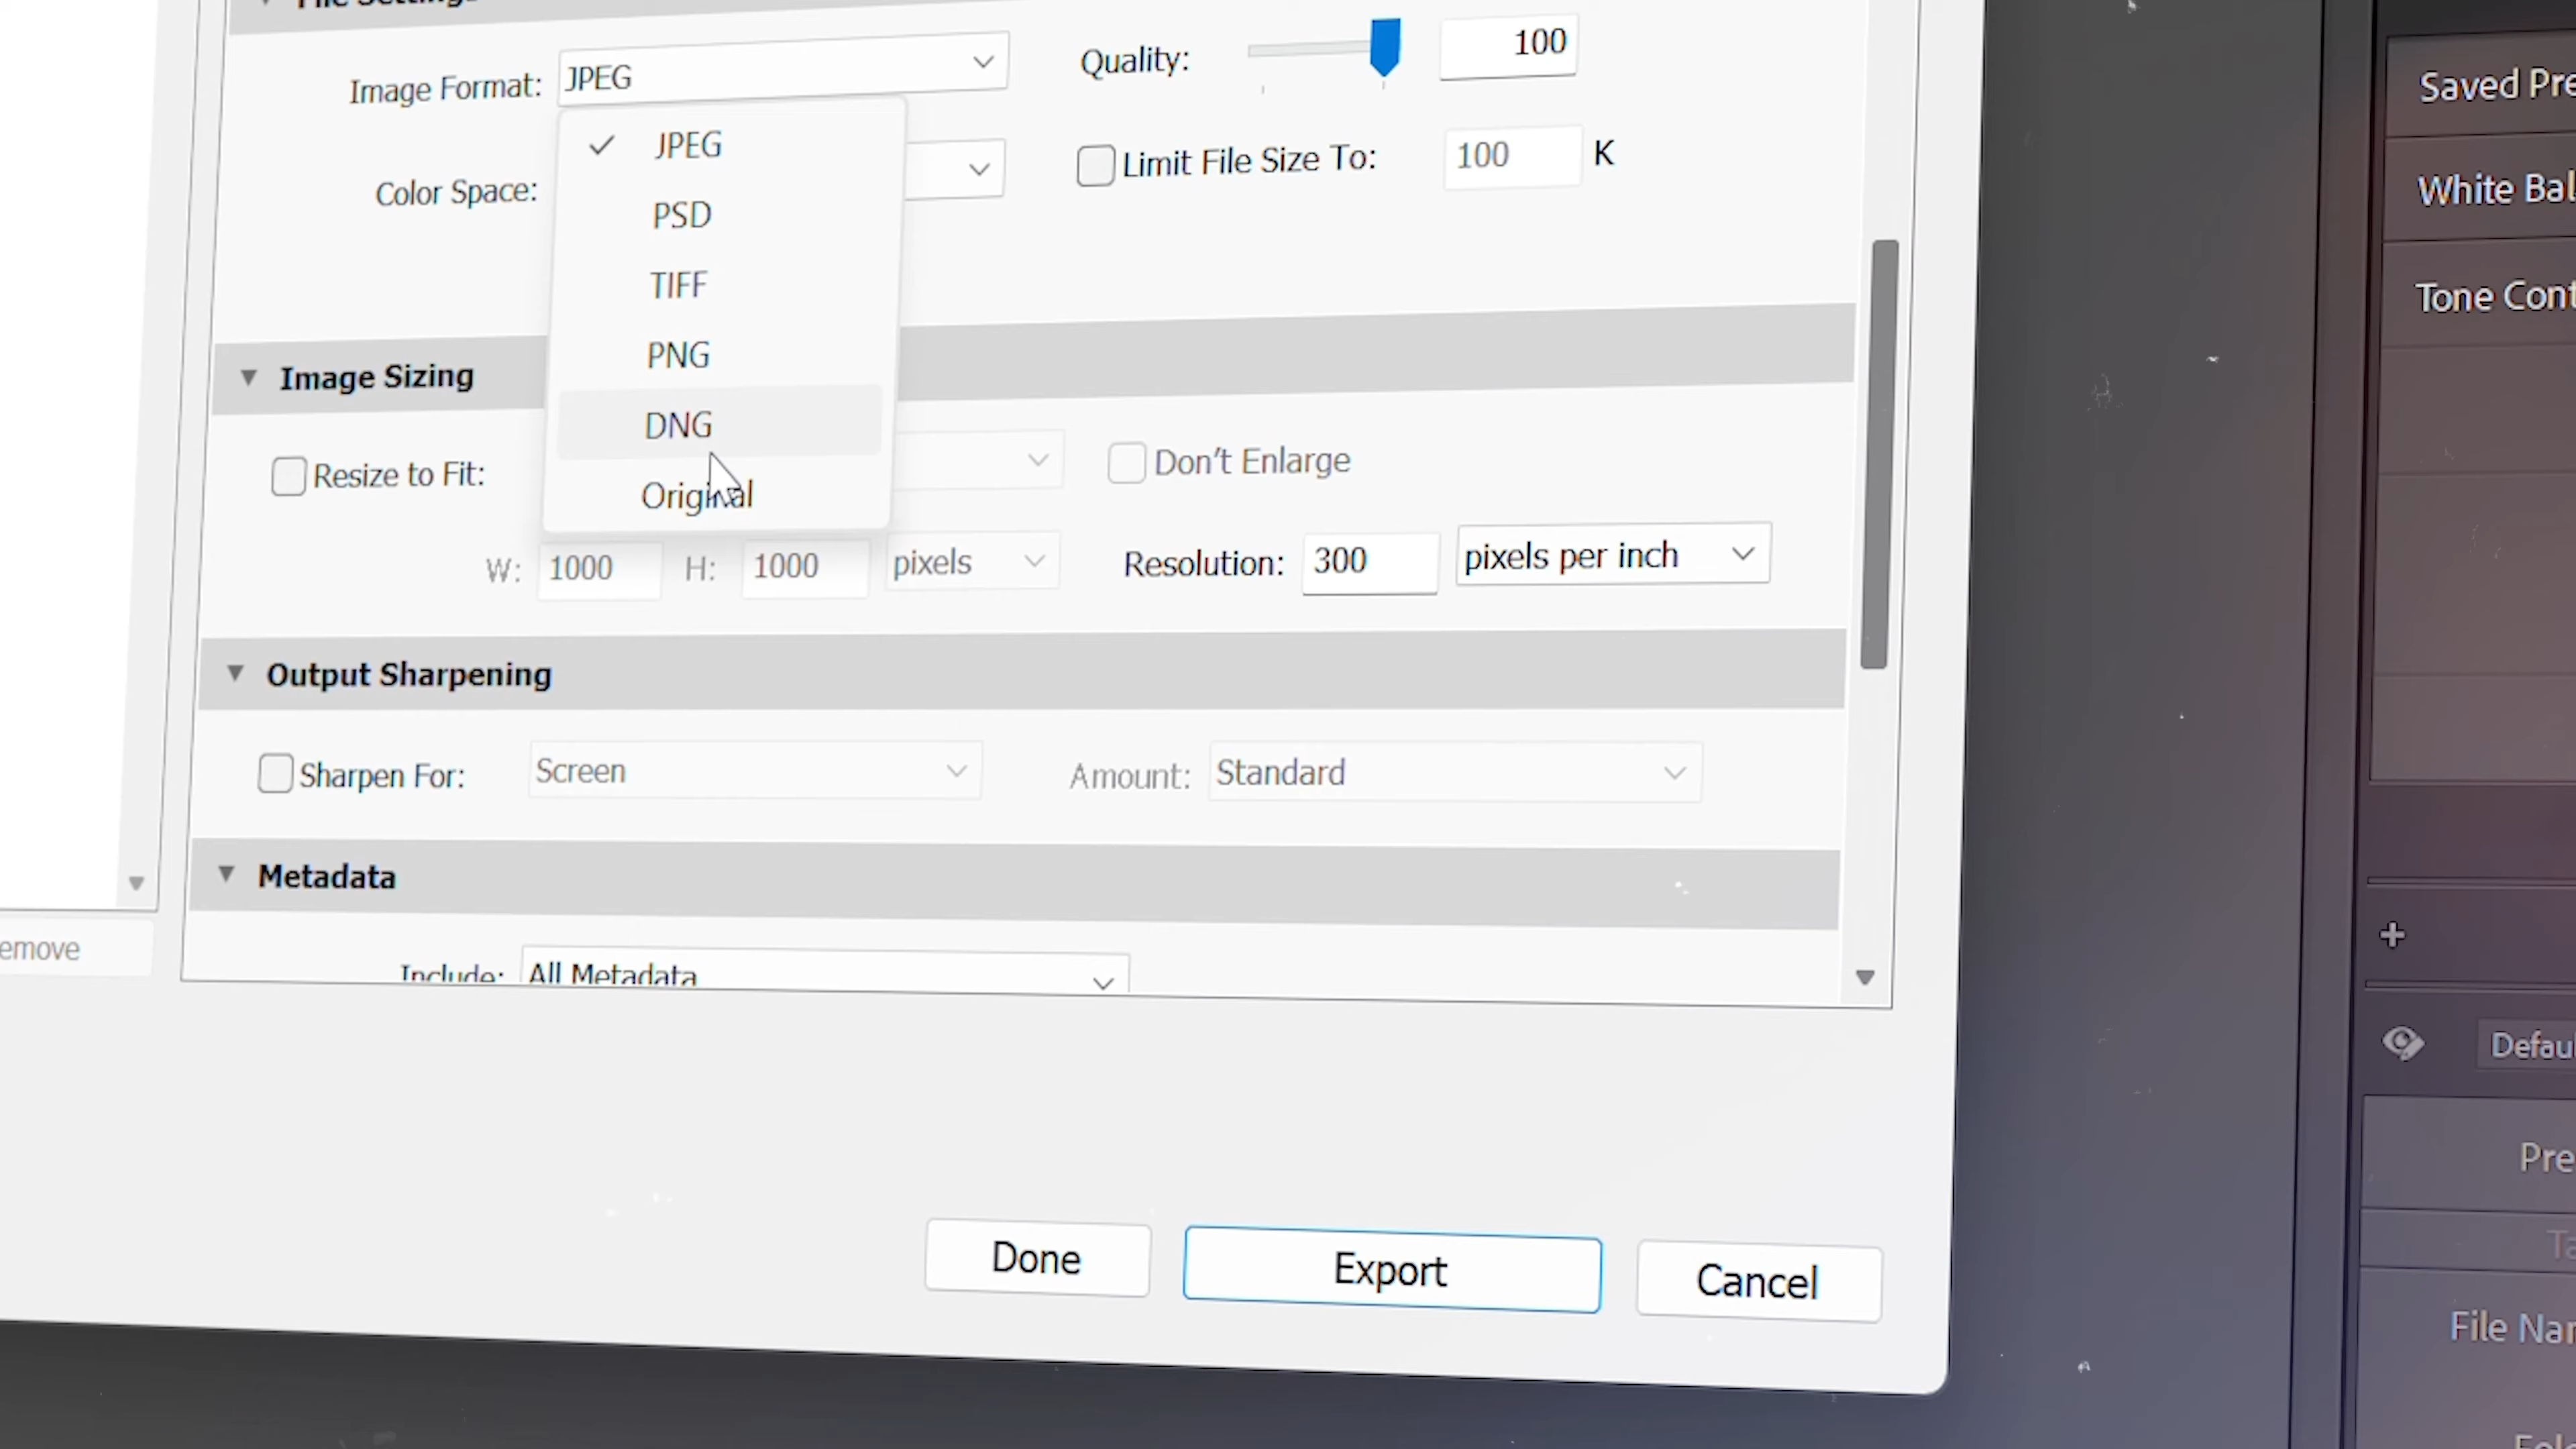 Image Format: JPEG
Quality: 100
JPEG
PSD
TIFF
PNG
DNG
Original
Color Space:
Limit File Size To: 100 K
Image Sizing
Resize to Fit:
Don't Enlarge
W: 1000 H: 1000 pixels
Resolution: 300 pixels per inch
Output Sharpening
Sharpen For: Screen
Amount: Standard
Metadata
Include: All Metadata
emove
Done
Export
Cancel
Saved Pre
White Bal
Tone Cont
+
Defau
Pre
Ta
File Nam